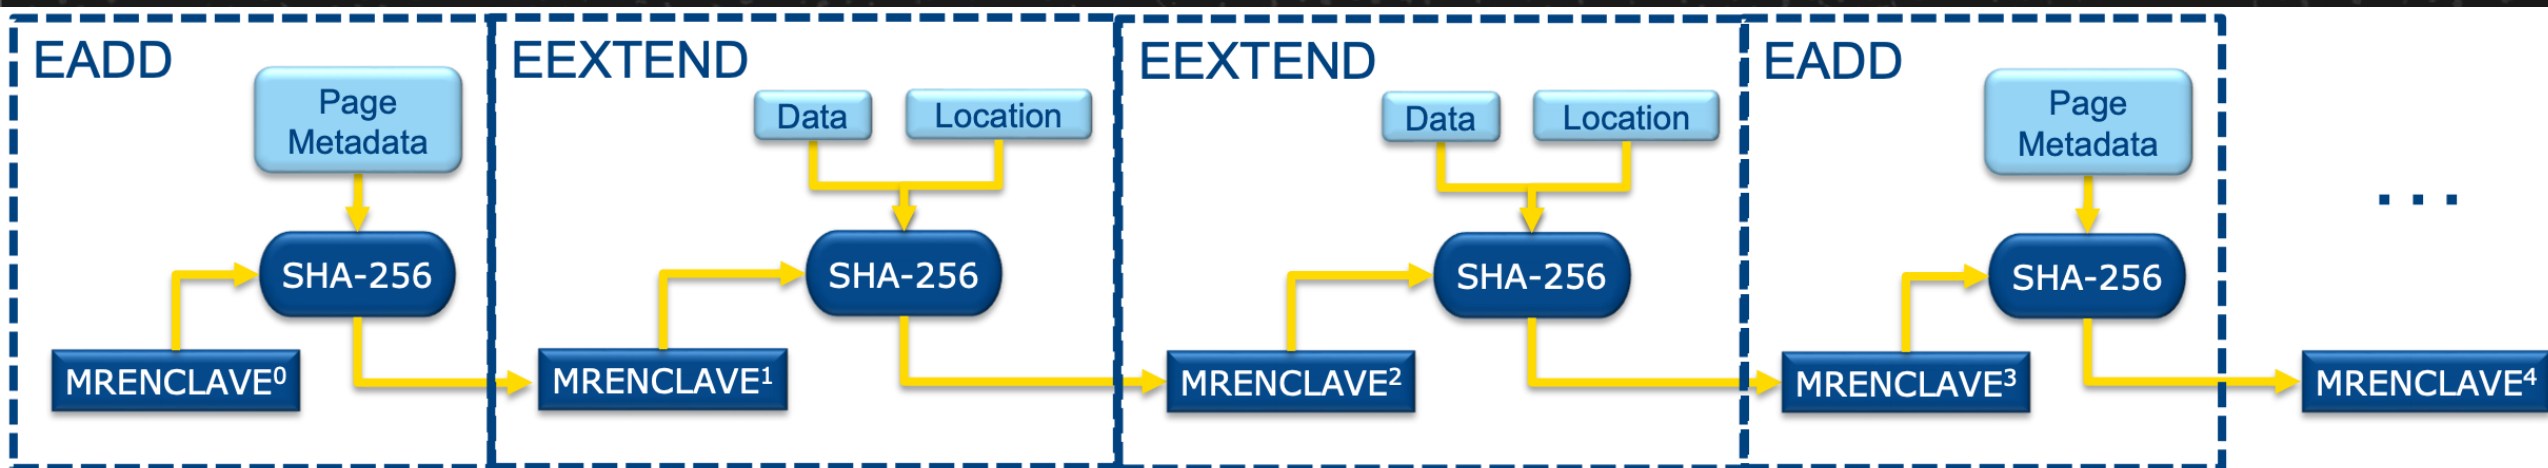 EADD
Page
Metadata
SHA-256
MRENCLAVE⁰
EEXTEND
Data
Location
SHA-256
MRENCLAVE¹
EEXTEND
Data
Location
SHA-256
MRENCLAVE²
EADD
Page
Metadata
SHA-256
MRENCLAVE³
...
MRENCLAVE⁴